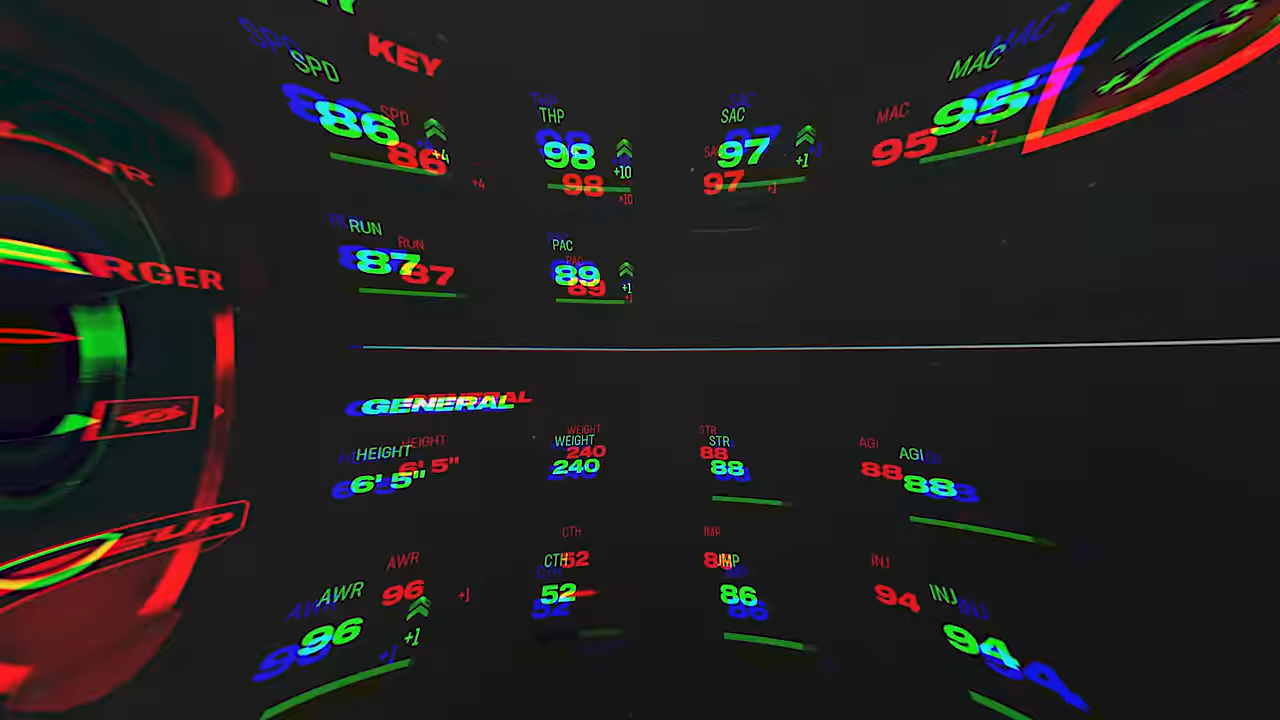 KEY
SPD THP SAC MAC
86 +4 98 +10 97 +1 95 +1
RUN PAC
87 89 +1
GENERAL
HEIGHT WEIGHT STR AGI
6' 5" 240 88 88
AWR CTH JMP INJ
96 +1 52 86 94